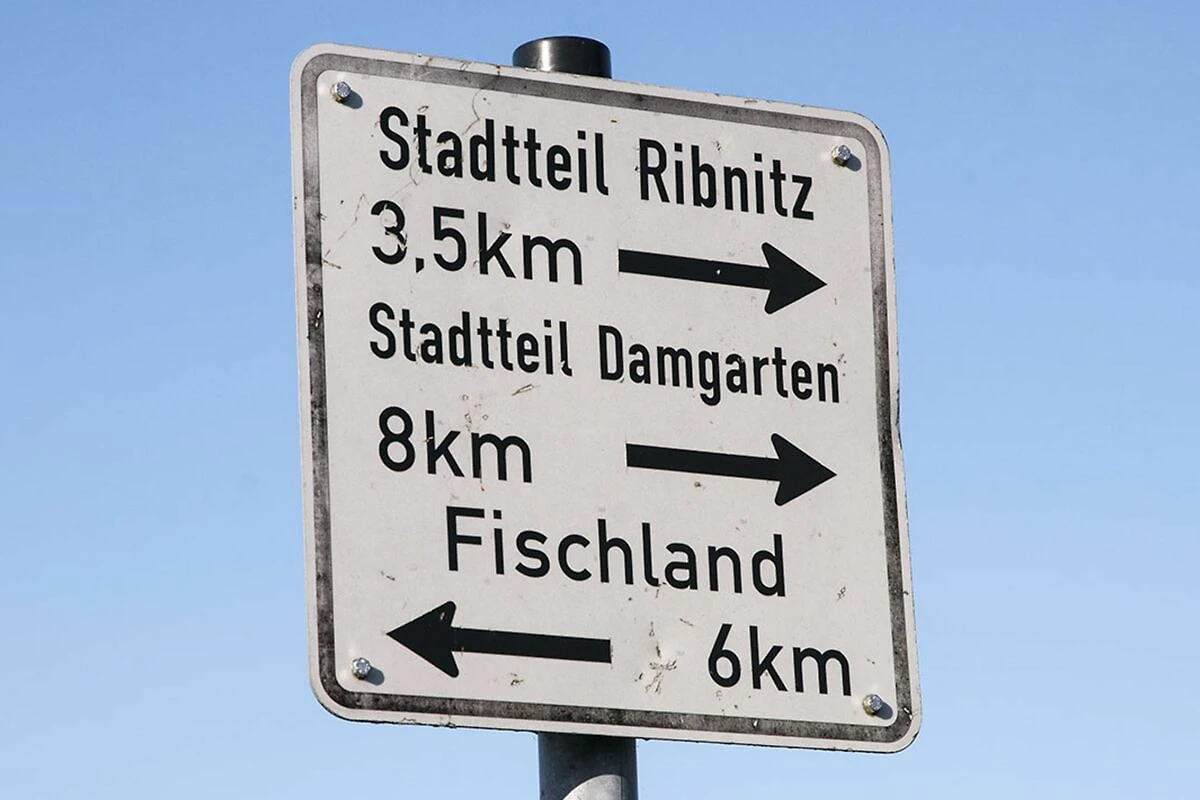 Stadtteil Ribnitz
3,5km
Stadtteil Damgarten
8km
Fischland
6km